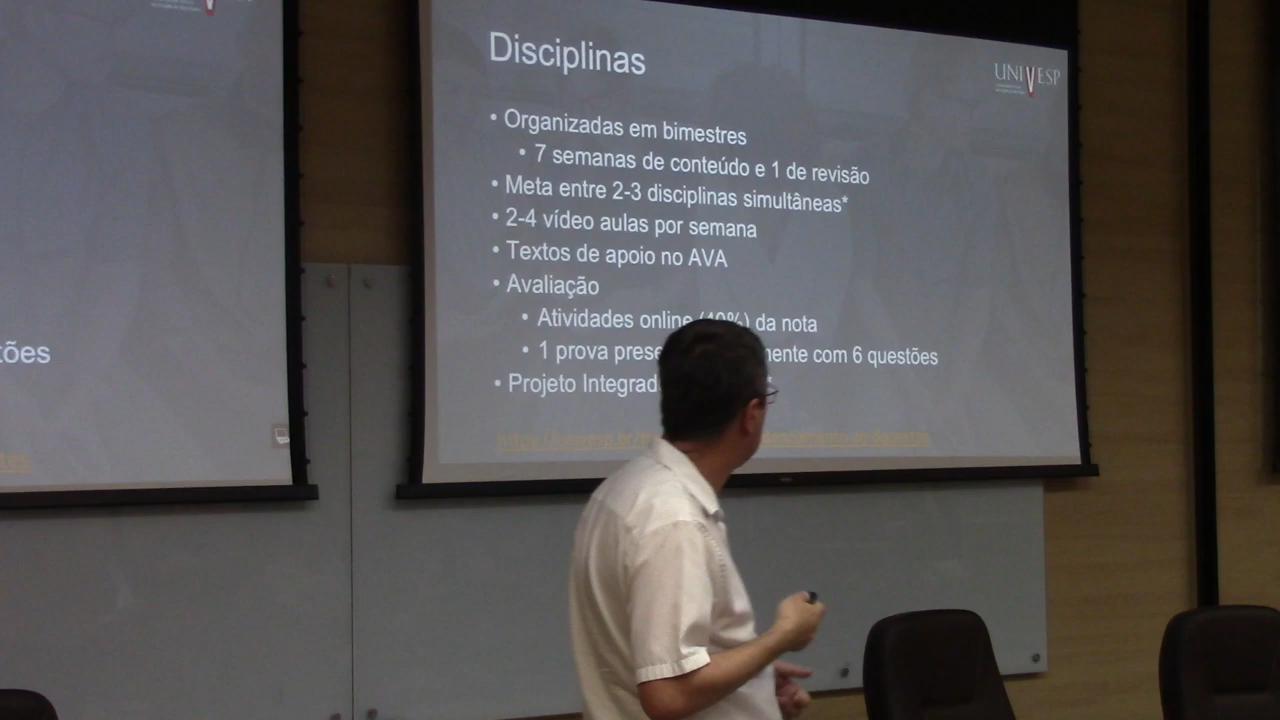 Disciplinas
UNIVESP
• Organizadas em bimestres
• 7 semanas de conteúdo e 1 de revisão
• Meta entre 2-3 disciplinas simultâneas*
• 2-4 vídeo aulas por semana
• Textos de apoio no AVA
• Avaliação
• Atividades online (40%) da nota
• 1 prova prese mente com 6 questões
• Projeto Integrad
tões